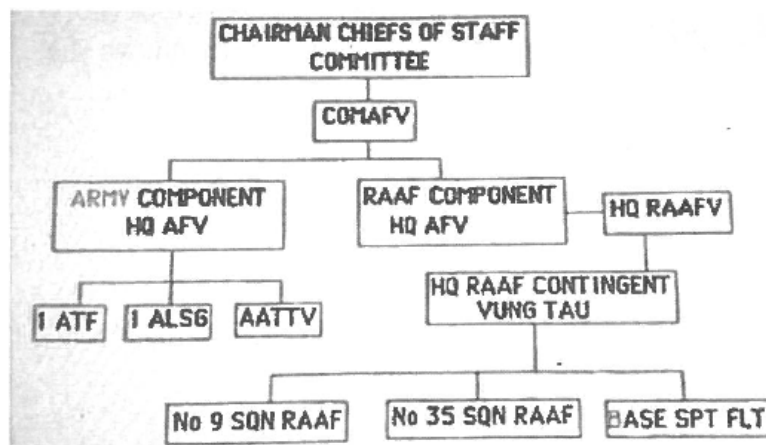 CHAIRMAN CHIEFS OF STAFF
COMMITTEE
COMAFV
ARMY COMPONENT
HQ AFV
RAAF COMPONENT
HQ AFV
HQ RAAFV
HQ RAAF CONTINGENT
VUNG TAU
1 ATF
1 ALSG
AATTV
No 9 SQN RAAF
No 35 SQN RAAF
BASE SPT FLT